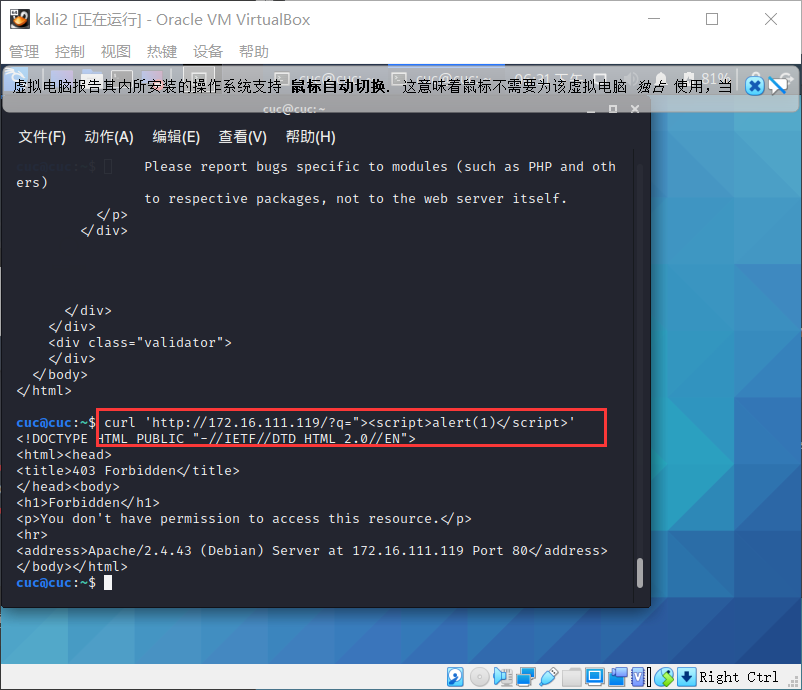 kali2 [正在运行] - Oracle VM VirtualBox
管理 控制 视图 热键 设备 帮助
虚拟电脑报告其内所安装的操作系统支持 鼠标自动切换. 这意味着鼠标不需要为该虚拟电脑 独占 使用，当
cuc@cuc:~
文件(F) 动作(A) 编辑(E) 查看(V) 帮助(H)
Please report bugs specific to modules (such as PHP and oth
ers)
to respective packages, not to the web server itself.
</p>
</div>
</div>
</div>
<div class="validator">
</div>
</body>
</html>
cuc@cuc:~$ curl 'http://172.16.111.119/?q="><script>alert(1)</script>'
<!DOCTYPE HTML PUBLIC "-//IETF//DTD HTML 2.0//EN">
<html><head>
<title>403 Forbidden</title>
</head><body>
<h1>Forbidden</h1>
<p>You don't have permission to access this resource.</p>
<hr>
<address>Apache/2.4.43 (Debian) Server at 172.16.111.119 Port 80</address>
</body></html>
cuc@cuc:~$
Right Ctrl